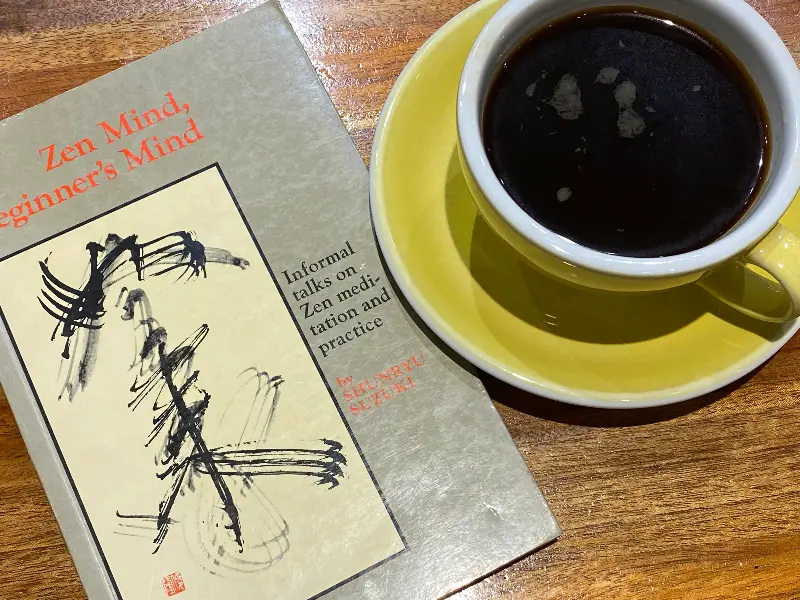 Zen Mind,
eginner's Mind
Informal
talks on
Zen medi-
tation and
practice
by
SHUNRYU
SUZUKI